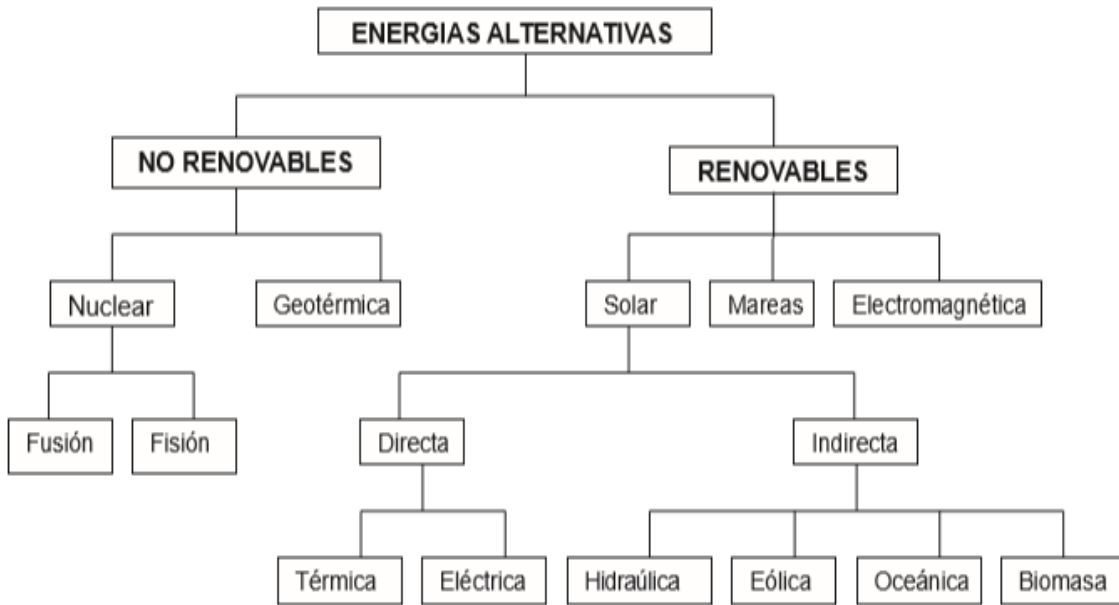 ENERGIAS ALTERNATIVAS
NO RENOVABLES
RENOVABLES
Nuclear
Geotérmica
Solar
Mareas
Electromagnética
Fusión
Fisión
Directa
Indirecta
Térmica
Eléctrica
Hidraúlica
Eólica
Oceánica
Biomasa